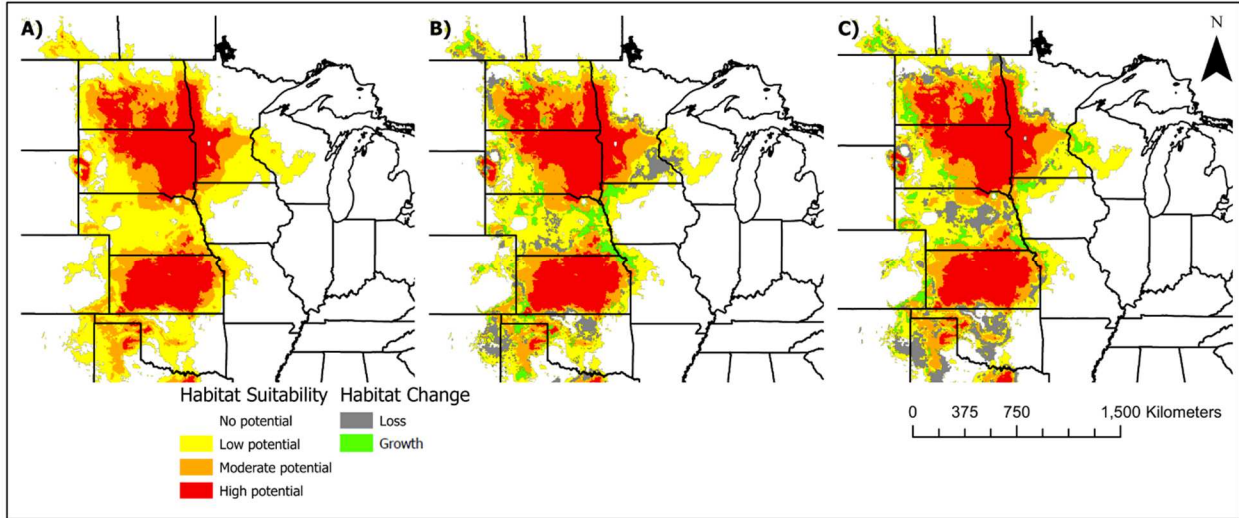 A)
B)
C)
N
Habitat Suitability
No potential
Low potential
Moderate potential
High potential
Habitat Change
Loss
Growth
0 375 750 1,500 Kilometers